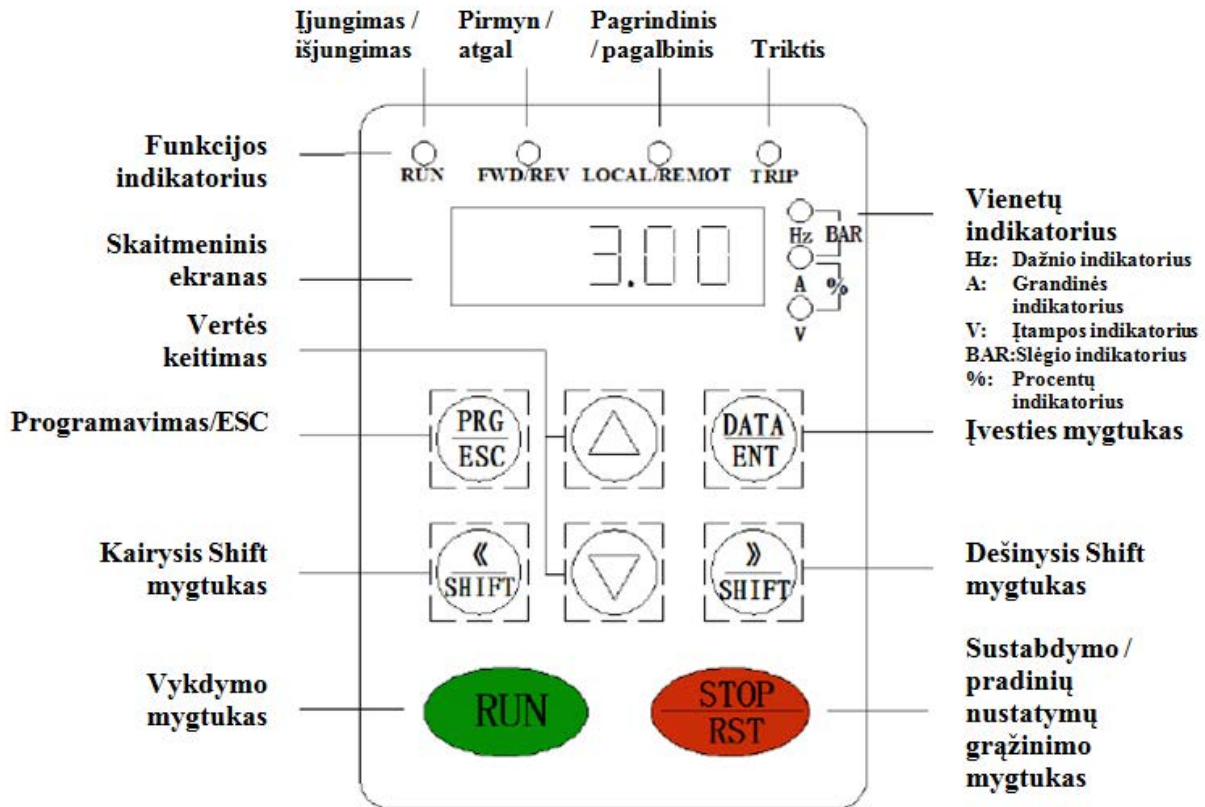 Įjungimas /
išjungimas
Pirmyn /
atgal
Pagrindinis
/ pagalbinis
Triktis
Funkcijos
indikatorius
RUN
FWD/REV
LOCAL/REMOT
TRIP
Skaitmeninis
ekranas
3.00
Hz
BAR
A
%
V
Vienetų
indikatorius
Hz: Dažnio indikatorius
A: Grandinės
indikatorius
V: Įtampos indikatorius
BAR:Slėgio indikatorius
%: Procentų
indikatorius
Vertės
keitimas
Programavimas/ESC
PRG
ESC
DATA
ENT
Įvesties mygtukas
Kairysis Shift
mygtukas
《
SHIFT
》
SHIFT
Dešinysis Shift
mygtukas
Vykdymo
mygtukas
RUN
STOP
RST
Sustabdymo /
pradinių
nustatymų
grąžinimo
mygtukas